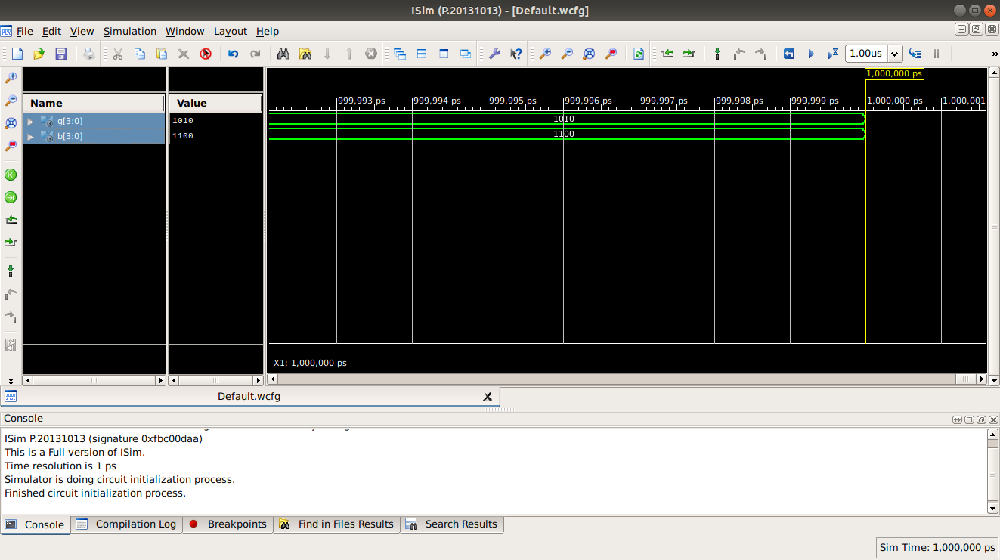 ISim (P.20131013) - [Default.wcfg]
File Edit View Simulation Window Layout Help
1.00us
»
1,000,000 ps
Name Value
999,993 ps 999,994 ps 999,995 ps 999,996 ps 999,997 ps 999,998 ps 999,999 ps 1,000,000 ps 1,000,001
g[3:0] 1010 1010
b[3:0] 1100 1100
X1: 1,000,000 ps
Default.wcfg
Console
ISim P.20131013 (signature 0xfbc00daa)
This is a Full version of ISim.
Time resolution is 1 ps
Simulator is doing circuit initialization process.
Finished circuit initialization process.
Console Compilation Log Breakpoints Find in Files Results Search Results
Sim Time: 1,000,000 ps